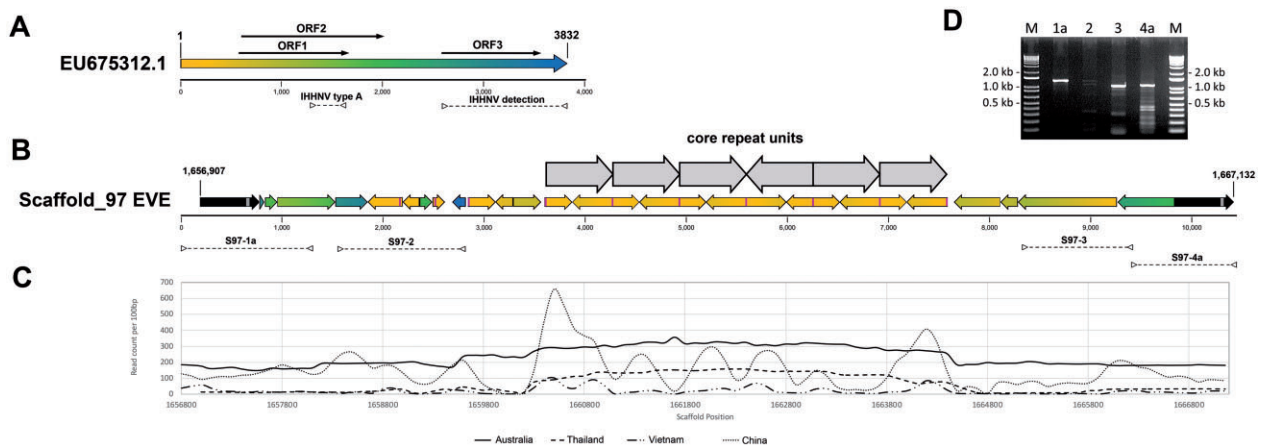 A
ORF2
1
3832
ORF1
ORF3
EU675312.1
0
1,000
2,000
3,000
4,000
IHHNV type A
IHHNV detection
D
M 1a 2 3 4a M
2.0 kb -
1.0 kb -
0.5 kb -
- 2.0 kb
- 1.0 kb
- 0.5 kb
B
core repeat units
1,656,907
1,667,132
Scaffold_97 EVE
0
1,000
2,000
3,000
4,000
5,000
6,000
7,000
8,000
9,000
10,000
S97-1a
S97-2
S97-3
S97-4a
C
Read count per 100bp
700
600
500
400
300
200
100
0
1656800
1657800
1658800
1659800
1660800
1661800
1662800
1663800
1664800
1665800
1666800
Scaffold Position
Australia
Thailand
Vietnam
China